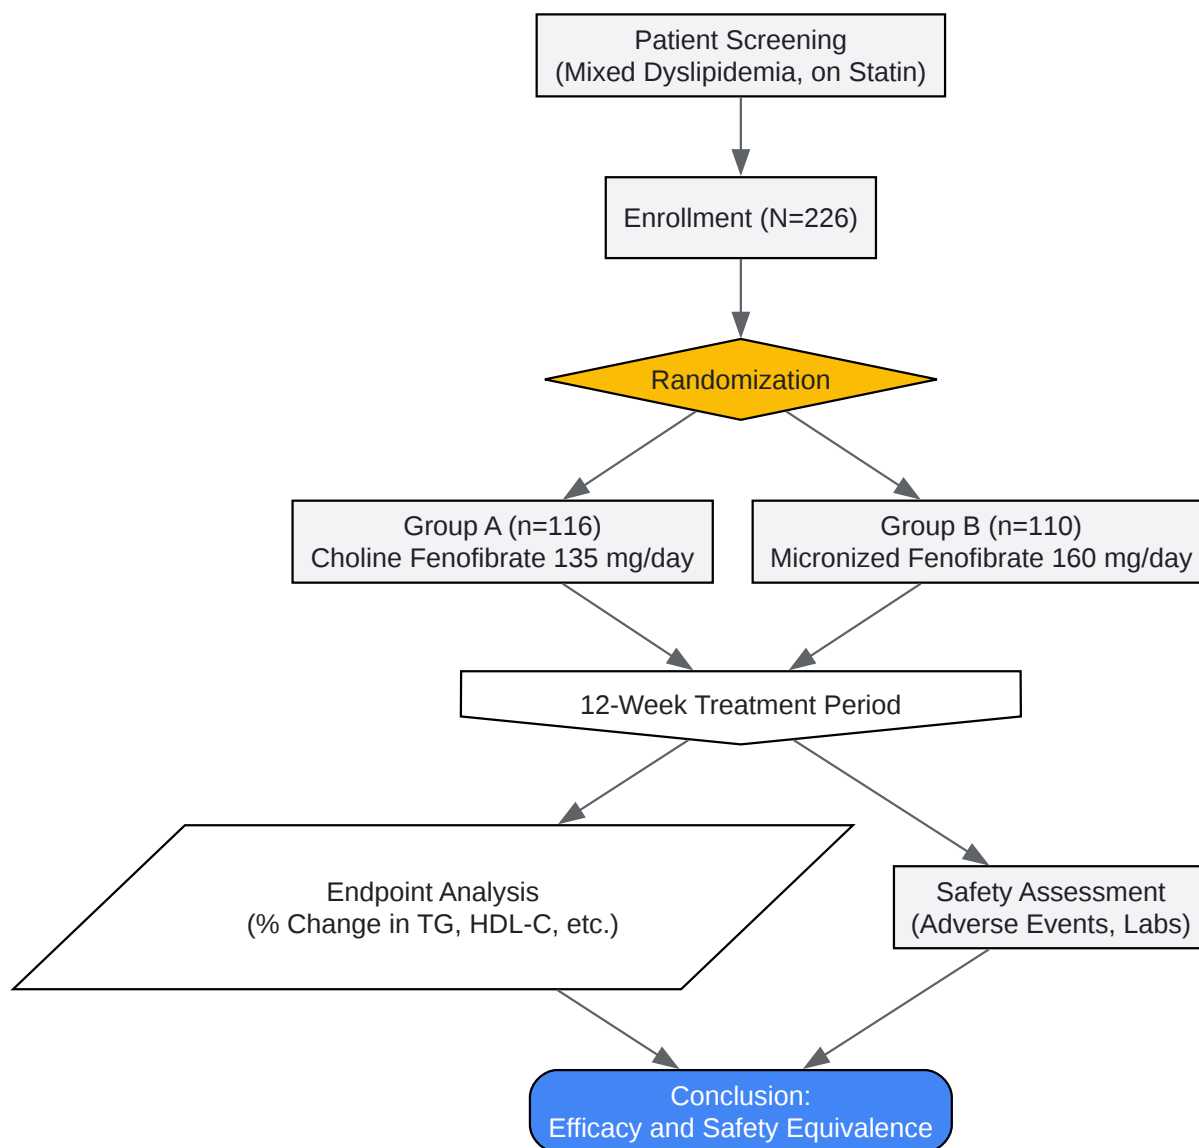 Patient Screening
(Mixed Dyslipidemia, on Statin)
Enrollment (N=226)
Randomization
Group A (n=116)
Choline Fenofibrate 135 mg/day
Group B (n=110)
Micronized Fenofibrate 160 mg/day
12-Week Treatment Period
Endpoint Analysis
(% Change in TG, HDL-C, etc.)
Safety Assessment
(Adverse Events, Labs)
Conclusion:
Efficacy and Safety Equivalence